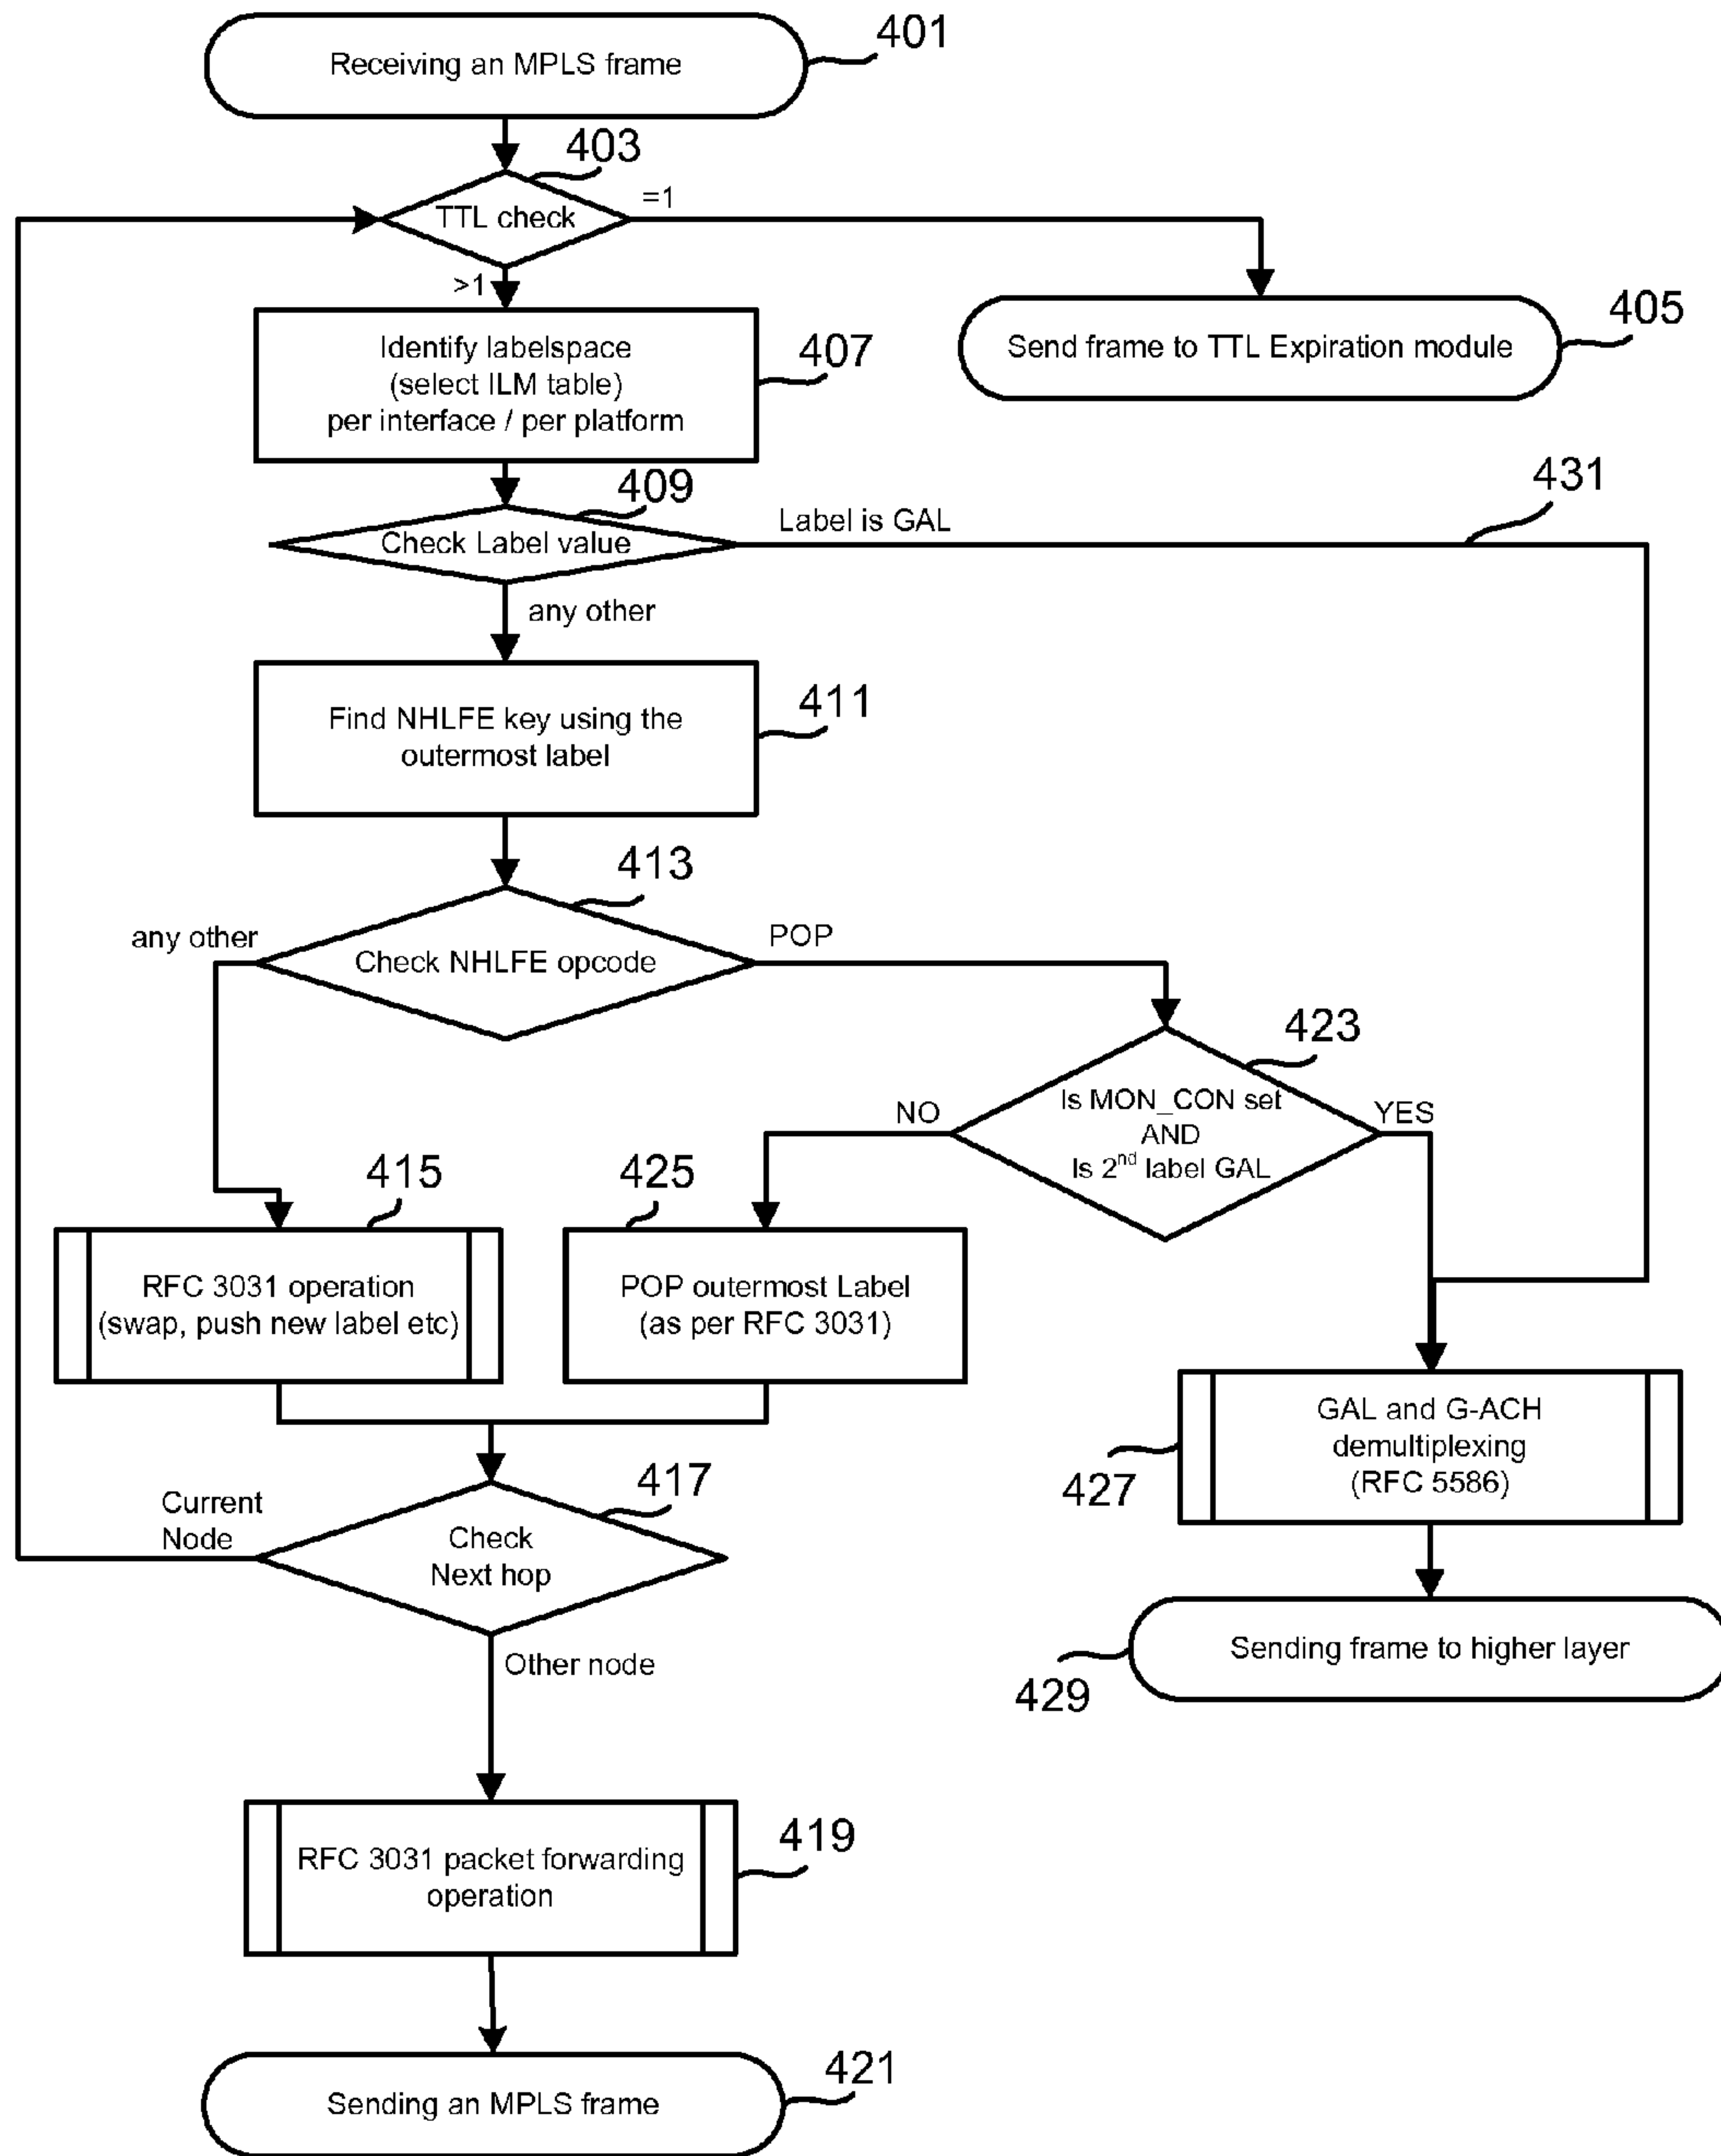 Receiving an MPLS frame
401
403
TTL check
=1
>1
Send frame to TTL Expiration module
405
Identify labelspace
(select ILM table)
per interface / per platform
407
409
Check Label value
Label is GAL
431
any other
Find NHLFE key using the
outermost label
411
413
Check NHLFE opcode
any other
POP
423
Is MON_CON set
AND
Is 2nd label GAL
NO
YES
415
RFC 3031 operation
(swap, push new label etc)
425
POP outermost Label
(as per RFC 3031)
GAL and G-ACH
demultiplexing
(RFC 5586)
427
417
Check
Next hop
Current
Node
Other node
Sending frame to higher layer
429
RFC 3031 packet forwarding
operation
419
Sending an MPLS frame
421